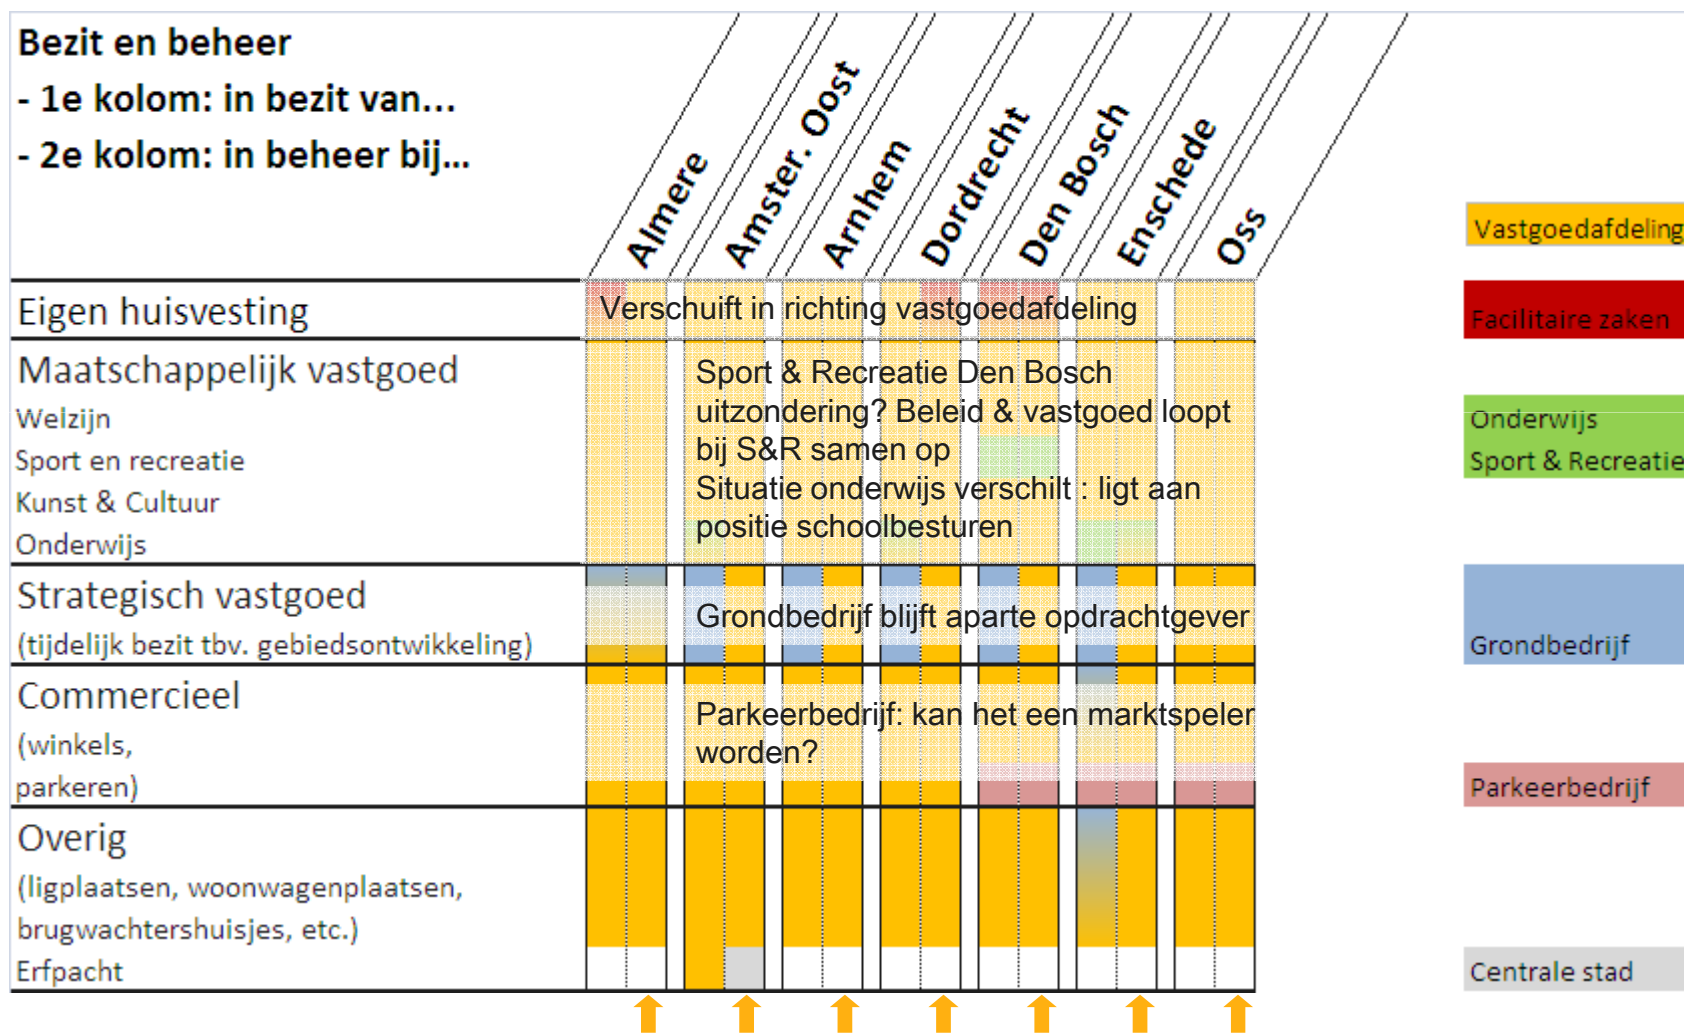 Bezit en beheer
- 1e kolom: in bezit van...
- 2e kolom: in beheer bij...
Almere
Amster. Oost
Arnhem
Dordrecht
Den Bosch
Enschede
Oss
Vastgoedafdeling
Eigen huisvesting
Verschuift in richting vastgoedafdeling
Facilitaire zaken
Maatschappelijk vastgoed
Welzijn
Sport en recreatie
Kunst & Cultuur
Onderwijs
Sport & Recreatie Den Bosch
uitzondering? Beleid & vastgoed loopt
bij S&R samen op
Situatie onderwijs verschilt : ligt aan
positie schoolbesturen
Onderwijs
Sport & Recreatie
Strategisch vastgoed
(tijdelijk bezit tbv. gebiedsontwikkeling)
Grondbedrijf blijft aparte opdrachtgever
Grondbedrijf
Commercieel
(winkels,
parkeren)
Parkeerbedrijf: kan het een marktspeler
worden?
Parkeerbedrijf
Overig
(ligplaatsen, woonwagenplaatsen,
brugwachtershuisjes, etc.)
Erfpacht
Centrale stad